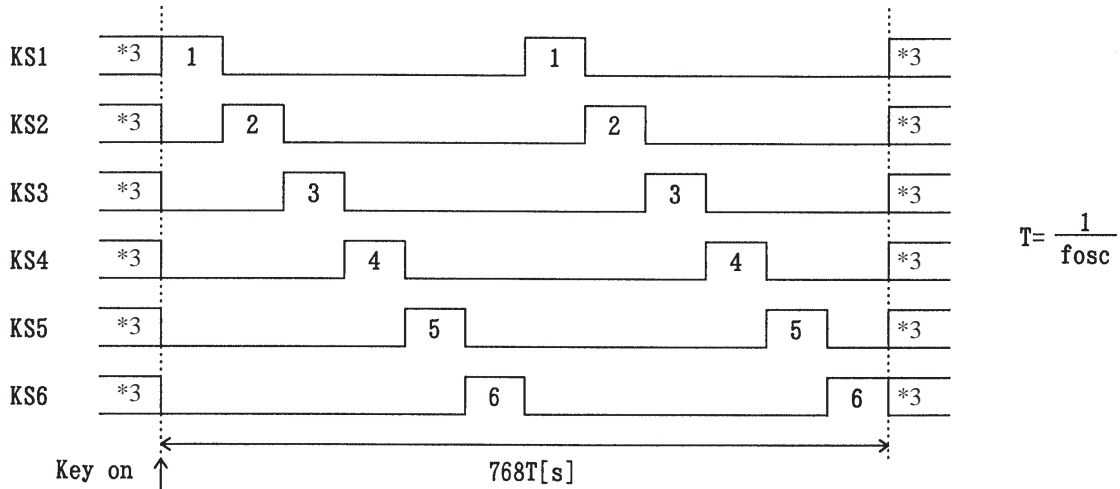 KS1 *3 1 1 *3
KS2 *3 2 2 *3
KS3 *3 3 3 *3
KS4 *3 4 4 *3
KS5 *3 5 5 *3
KS6 *3 6 6 *3
T= 1
fosc
768T[s]
Key on